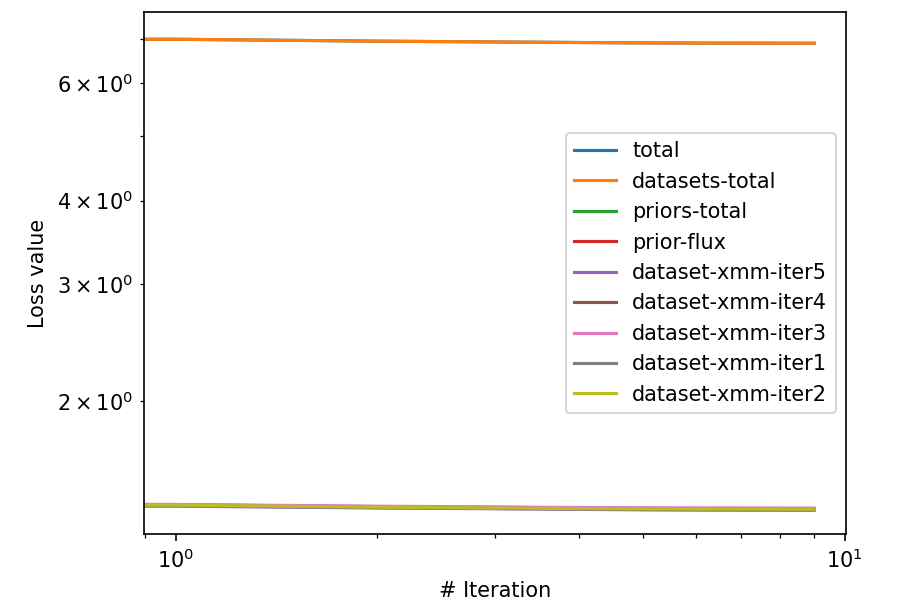 6 × 10⁰
4 × 10⁰
3 × 10⁰
2 × 10⁰
Loss value
total
datasets-total
priors-total
prior-flux
dataset-xmm-iter5
dataset-xmm-iter4
dataset-xmm-iter3
dataset-xmm-iter1
dataset-xmm-iter2
10⁰
10¹
# Iteration